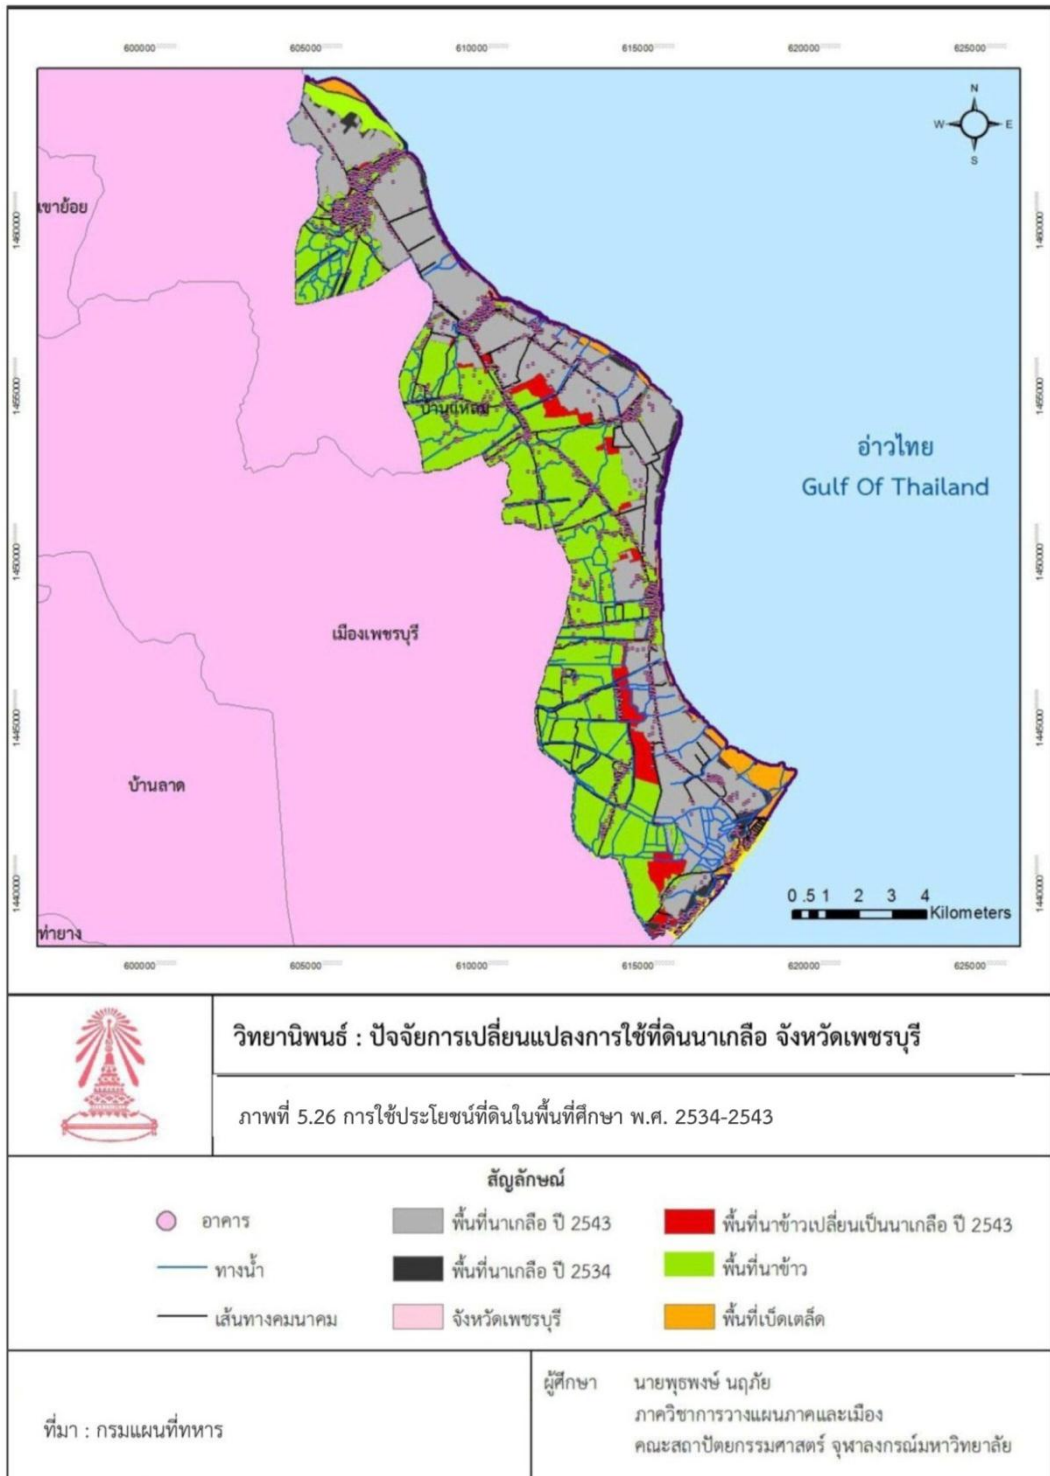 600000 605000 610000 615000 620000 625000
N
W E
S
เขาย้อย
1460000 1460000
1455000 1455000
บ้านแหลม
อ่าวไทย
Gulf Of Thailand
1450000 1450000
เมืองเพชรบุรี
1445000 1445000
บ้านลาด
1440000 1440000
0 .5 1 2 3 4
Kilometers
ท่ายาง
600000 605000 610000 615000 620000 625000
วิทยานิพนธ์ : ปัจจัยการเปลี่ยนแปลงการใช้ที่ดินนาเกลือ จังหวัดเพชรบุรี
ภาพที่ 5.26 การใช้ประโยชน์ที่ดินในพื้นที่ศึกษา พ.ศ. 2534-2543
สัญลักษณ์
อาคาร พื้นที่นาเกลือ ปี 2543 พื้นที่นาข้าวเปลี่ยนเป็นนาเกลือ ปี 2543
ทางน้ำ พื้นที่นาเกลือ ปี 2534 พื้นที่นาข้าว
เส้นทางคมนาคม จังหวัดเพชรบุรี พื้นที่เบ็ดเตล็ด
ที่มา : กรมแผนที่ทหาร
ผู้ศึกษา นายพุธพงษ์ นฤภัย
ภาควิชาการวางแผนภาคและเมือง
คณะสถาปัตยกรรมศาสตร์ จุฬาลงกรณ์มหาวิทยาลัย